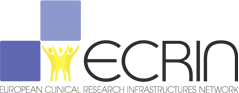 ECRIN
EUROPEAN CLINICAL RESEARCH INFRASTRUCTURES NETWORK